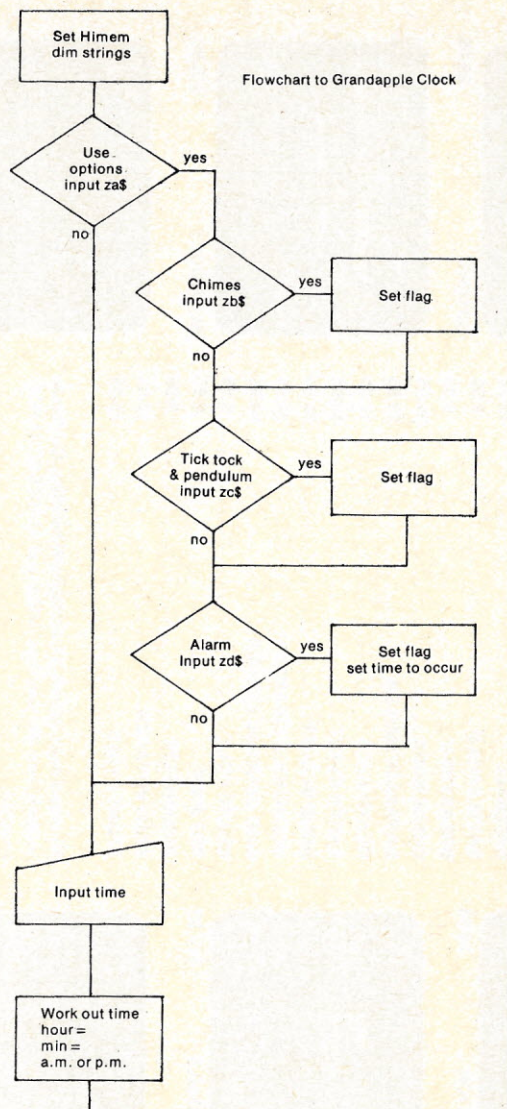 Set Himem
dim strings
Flowchart to Grandapple Clock
Use
options
input za$
yes
no
Chimes
input zb$
yes
Set flag
no
Tick tock
& pendulum
input zc$
yes
Set flag
no
Alarm
Input zd$
yes
Set flag
set time to occur
no
Input time
Work out time
hour =
min =
a.m. or p.m.